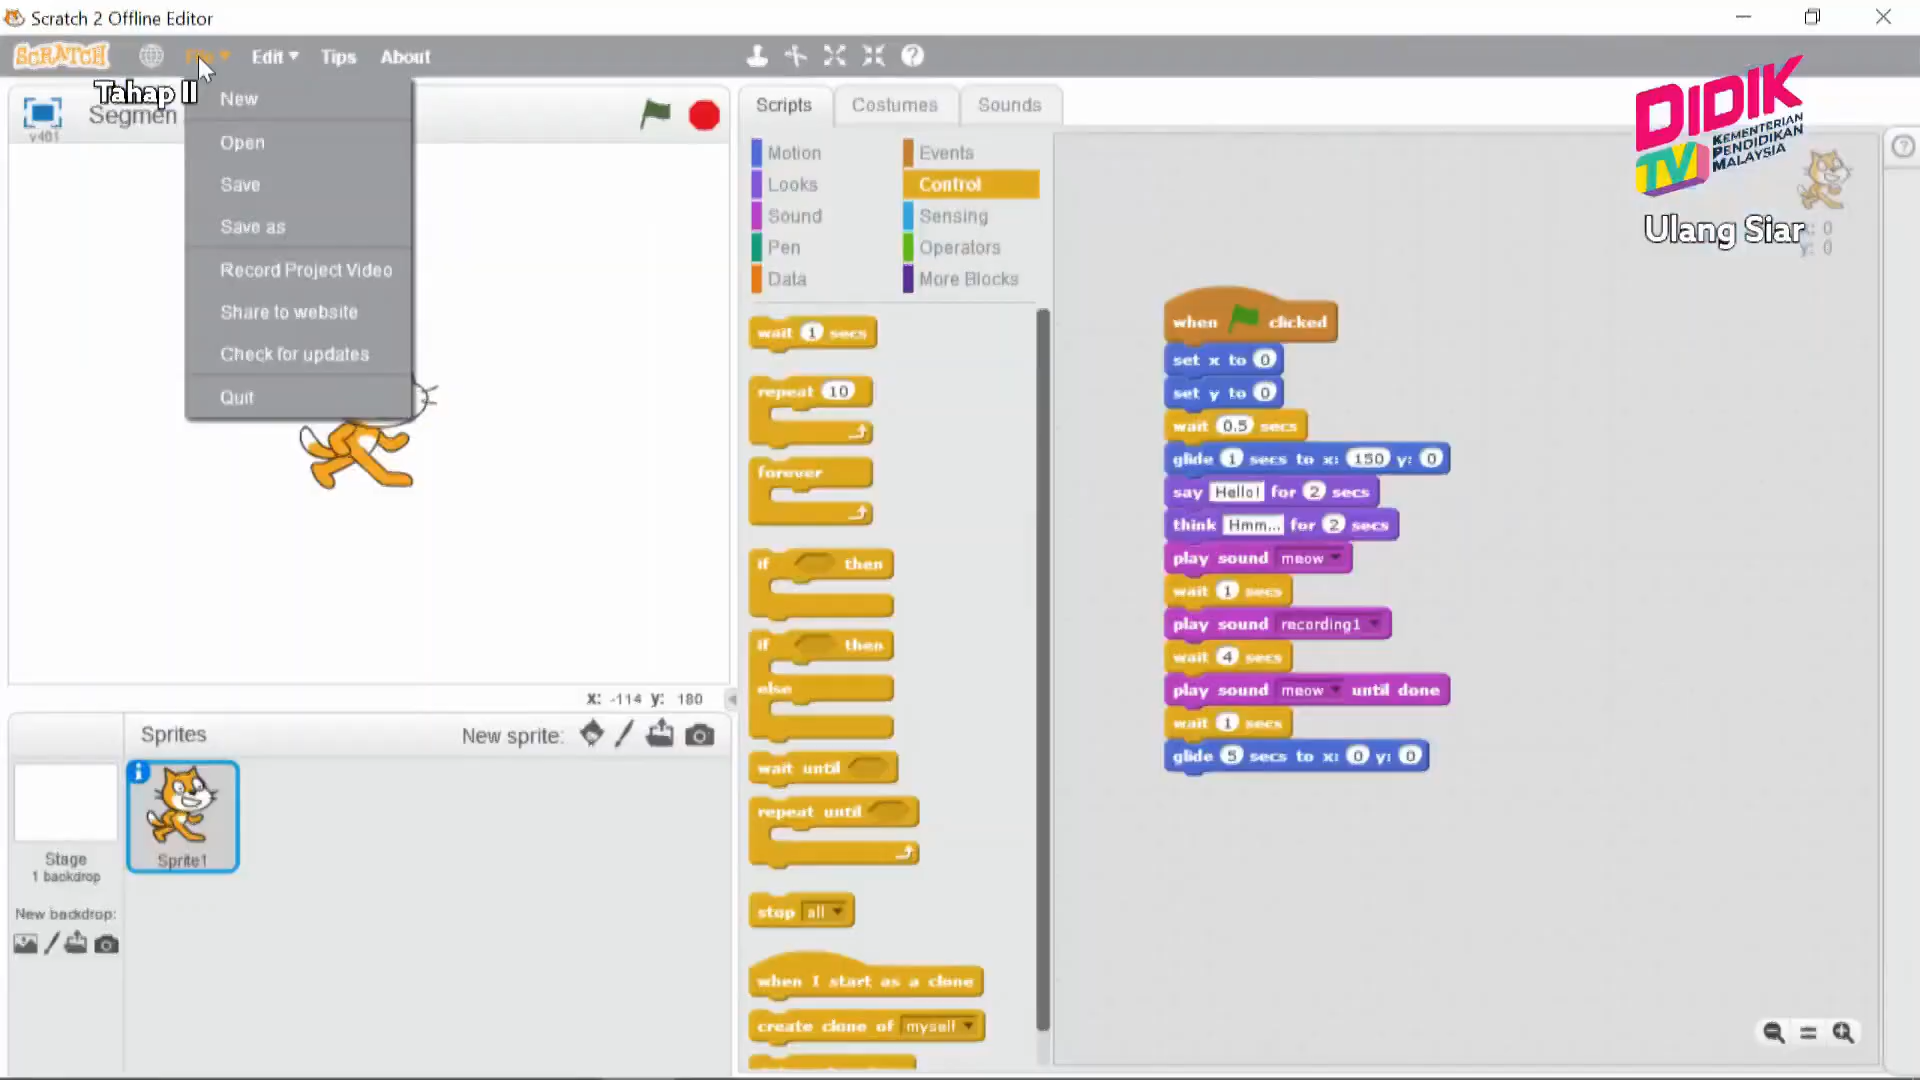 Scratch 2 Offline Editor
SCRATCH
File
Edit
Tips
About
Tahap II
Segmen
v461
New
Open
Save
Save as
Record Project Video
Share to website
Check for updates
Quit
x: -114 y: 180
Sprites
New sprite:
Sprite1
Stage
1 backdrop
New backdrop:
Scripts
Costumes
Sounds
Motion
Events
Looks
Control
Sound
Sensing
Pen
Operators
Data
More Blocks
wait 1 secs
repeat 10
forever
if then
if then
else
wait until
repeat until
stop all
when I start as a clone
create clone of myself
when clicked
set x to 0
set y to 0
wait 0.5 secs
glide 1 secs to x: 150 y: 0
say Hello! for 2 secs
think Hmm... for 2 secs
play sound meow
wait 1 secs
play sound recording1
wait 4 secs
play sound meow until done
wait 1 secs
glide 5 secs to x: 0 y: 0
DIDIK
TV
KEMENTERIAN
PENDIDIKAN
MALAYSIA
Ulang Siar
x: 0
y: 0